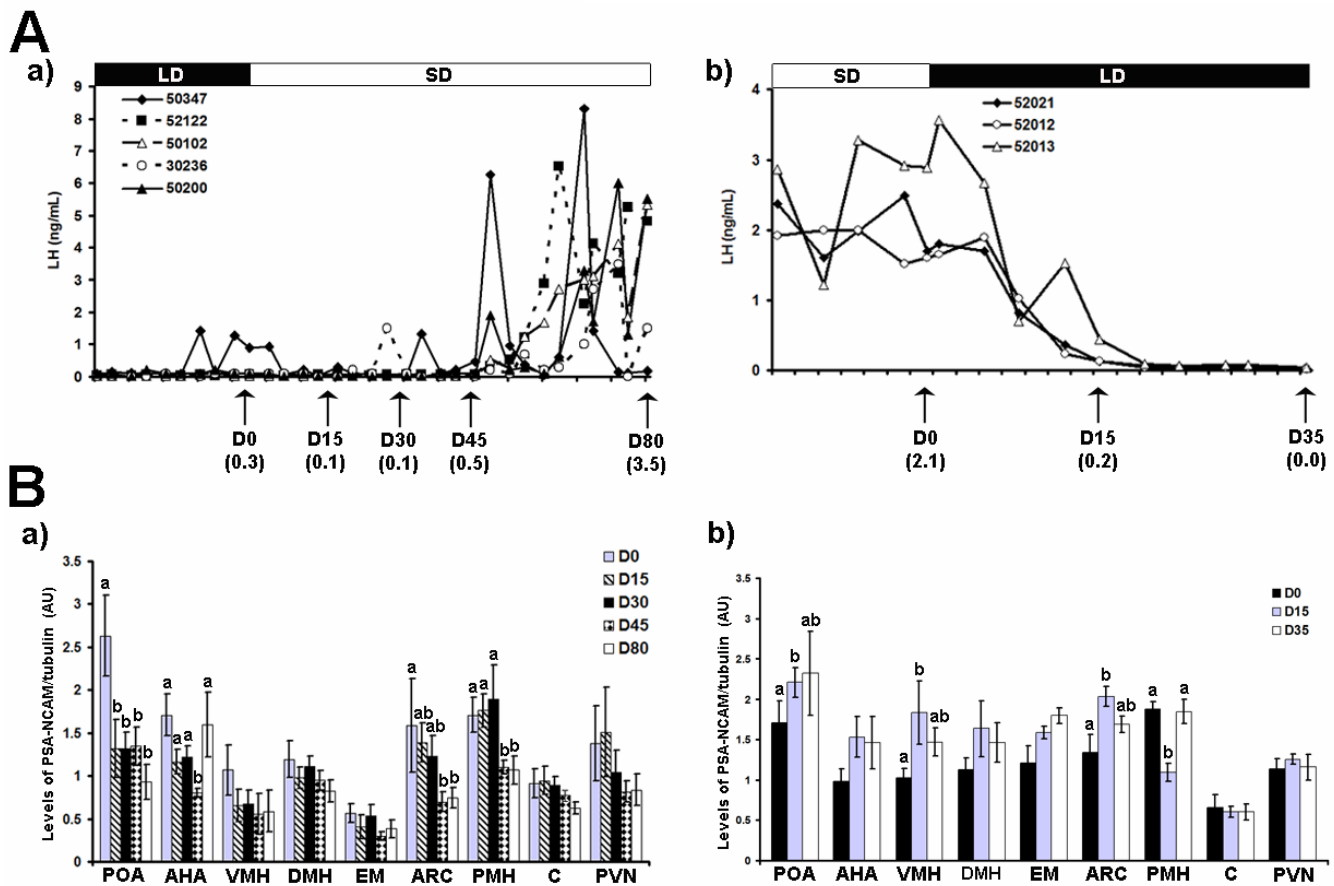 A
a)
LD SD
9
8
7
6
5
4
3
2
1
0
LH (ng/mL)
50347
52122
50102
30236
50200
D0 D15 D30 D45 D80
(0.3) (0.1) (0.1) (0.5) (3.5)
b)
SD LD
4
3
2
1
0
LH (ng/mL)
52021
52012
52013
D0 D15 D35
(2.1) (0.2) (0.0)
B
a)
3.5
3
2.5
2
1.5
1
0.5
0
Levels of PSA-NCAM/tubulin (AU)
D0
D15
D30
D45
D80
a b b b b a a a b a a ab ab b b a a a b b
POA AHA VMH DMH EM ARC PMH C PVN
b)
3.5
3
2.5
2
1.5
1
0.5
0
Levels of PSA-NCAM/tubulin (AU)
D0
D15
D35
a b ab a b ab a b ab a b a
POA AHA VMH DMH EM ARC PMH C PVN